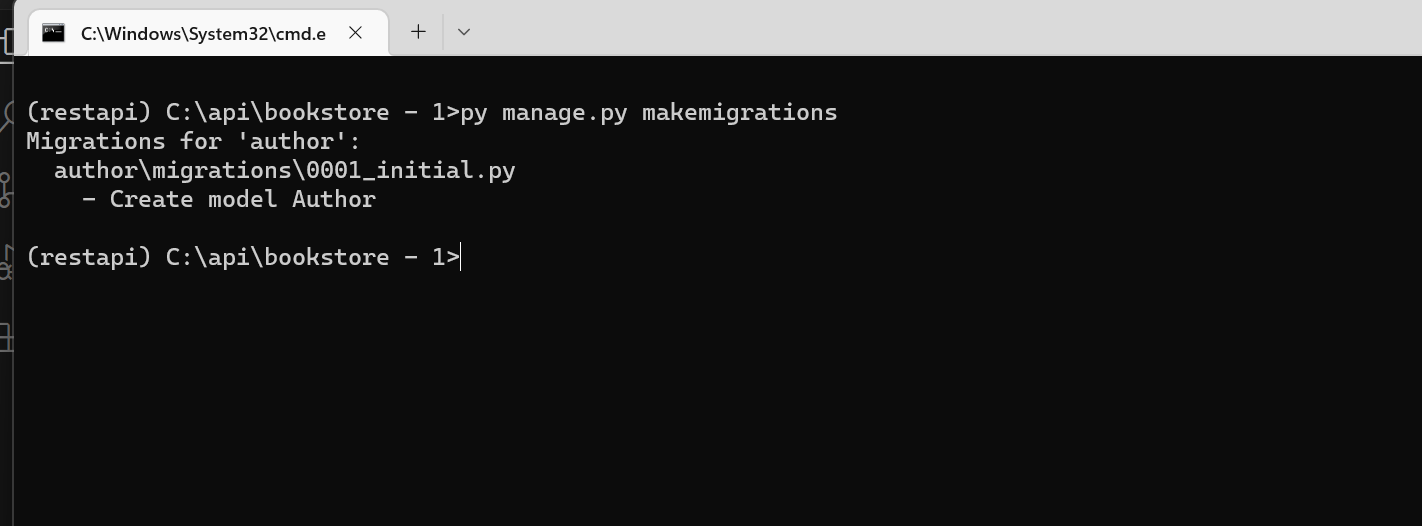 C:\Windows\System32\cmd.e
(restapi) C:\api\bookstore - 1>py manage.py makemigrations
Migrations for 'author':
  author\migrations\0001_initial.py
    - Create model Author
(restapi) C:\api\bookstore - 1>